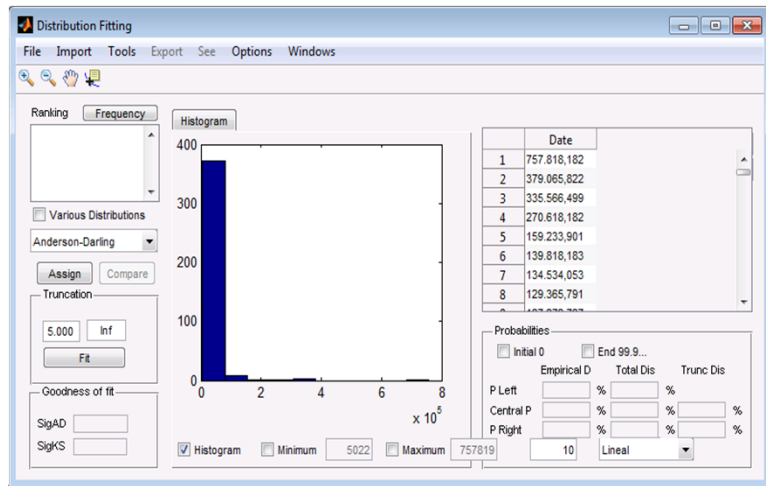 Distribution Fitting
File Import Tools Export See Options Windows
Ranking Frequency
Various Distributions
Anderson-Darling
Assign Compare
Truncation
5.000 Inf
Fit
Goodness of fit
SigAD
SigKS
Histogram
400
300
200
100
0
0 2 4 6 8
x 10^5
Histogram Minimum 5022 Maximum 757819
Date
1 757.818,182
2 379.065,822
3 335.566,499
4 270.618,182
5 159.233,901
6 139.818,183
7 134.534,053
8 129.365,791
Probabilities
Initial 0 End 99.9...
Empirical D Total Dis Trunc Dis
P Left % %
Central P % % %
P Right % % %
10 Lineal